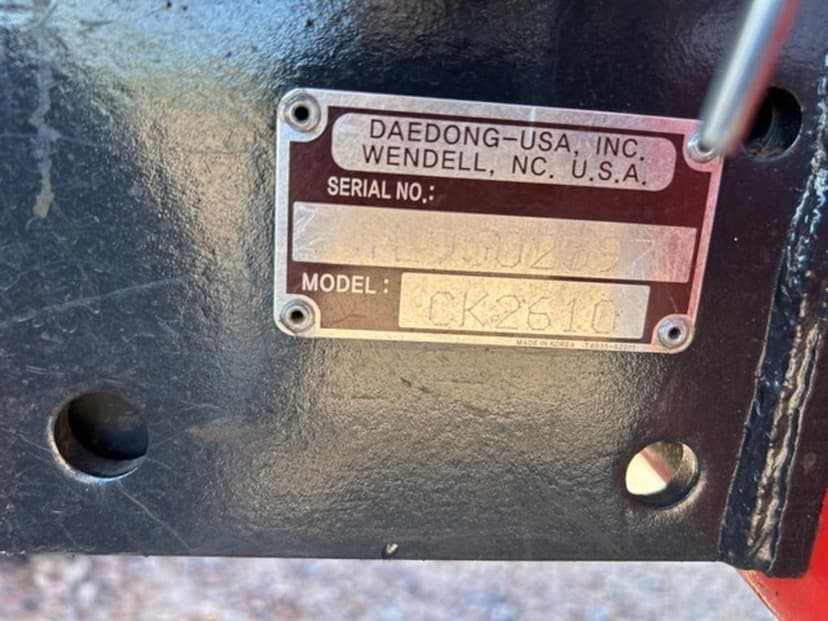 DAEDONG-USA, INC.
WENDELL, NC. U.S.A.
SERIAL NO.:
MODEL: CK2610
MADE IN KOREA